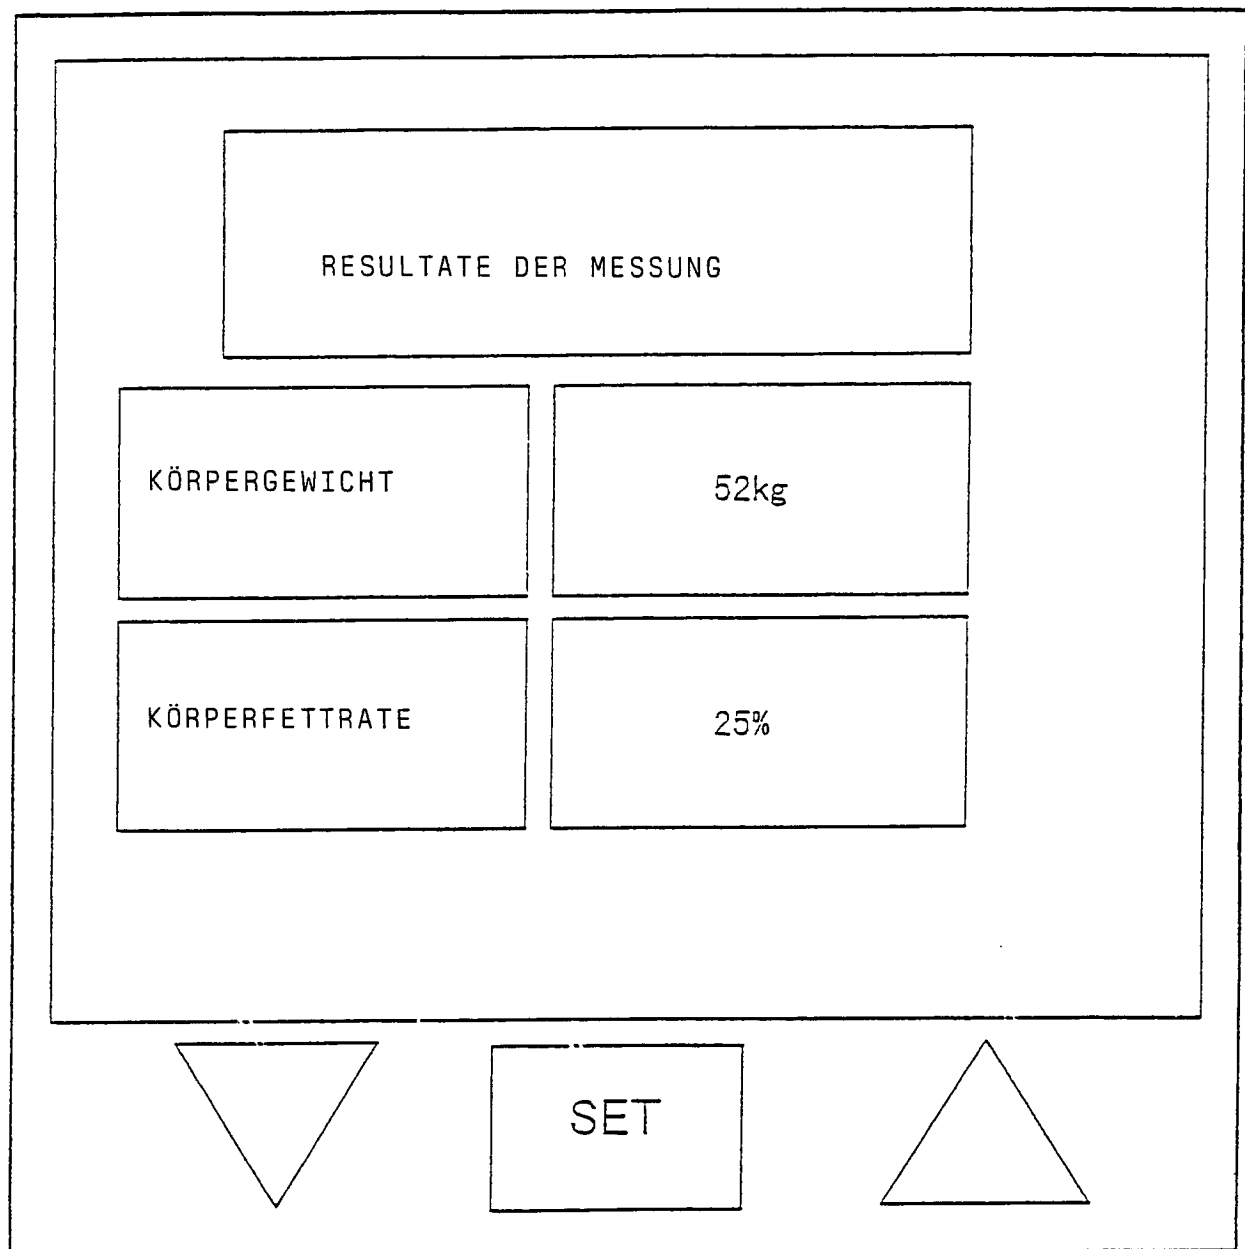 RESULTATE DER MESSUNG
KÖRPERGEWICHT 52kg
KÖRPERFETTRATE 25%
SET